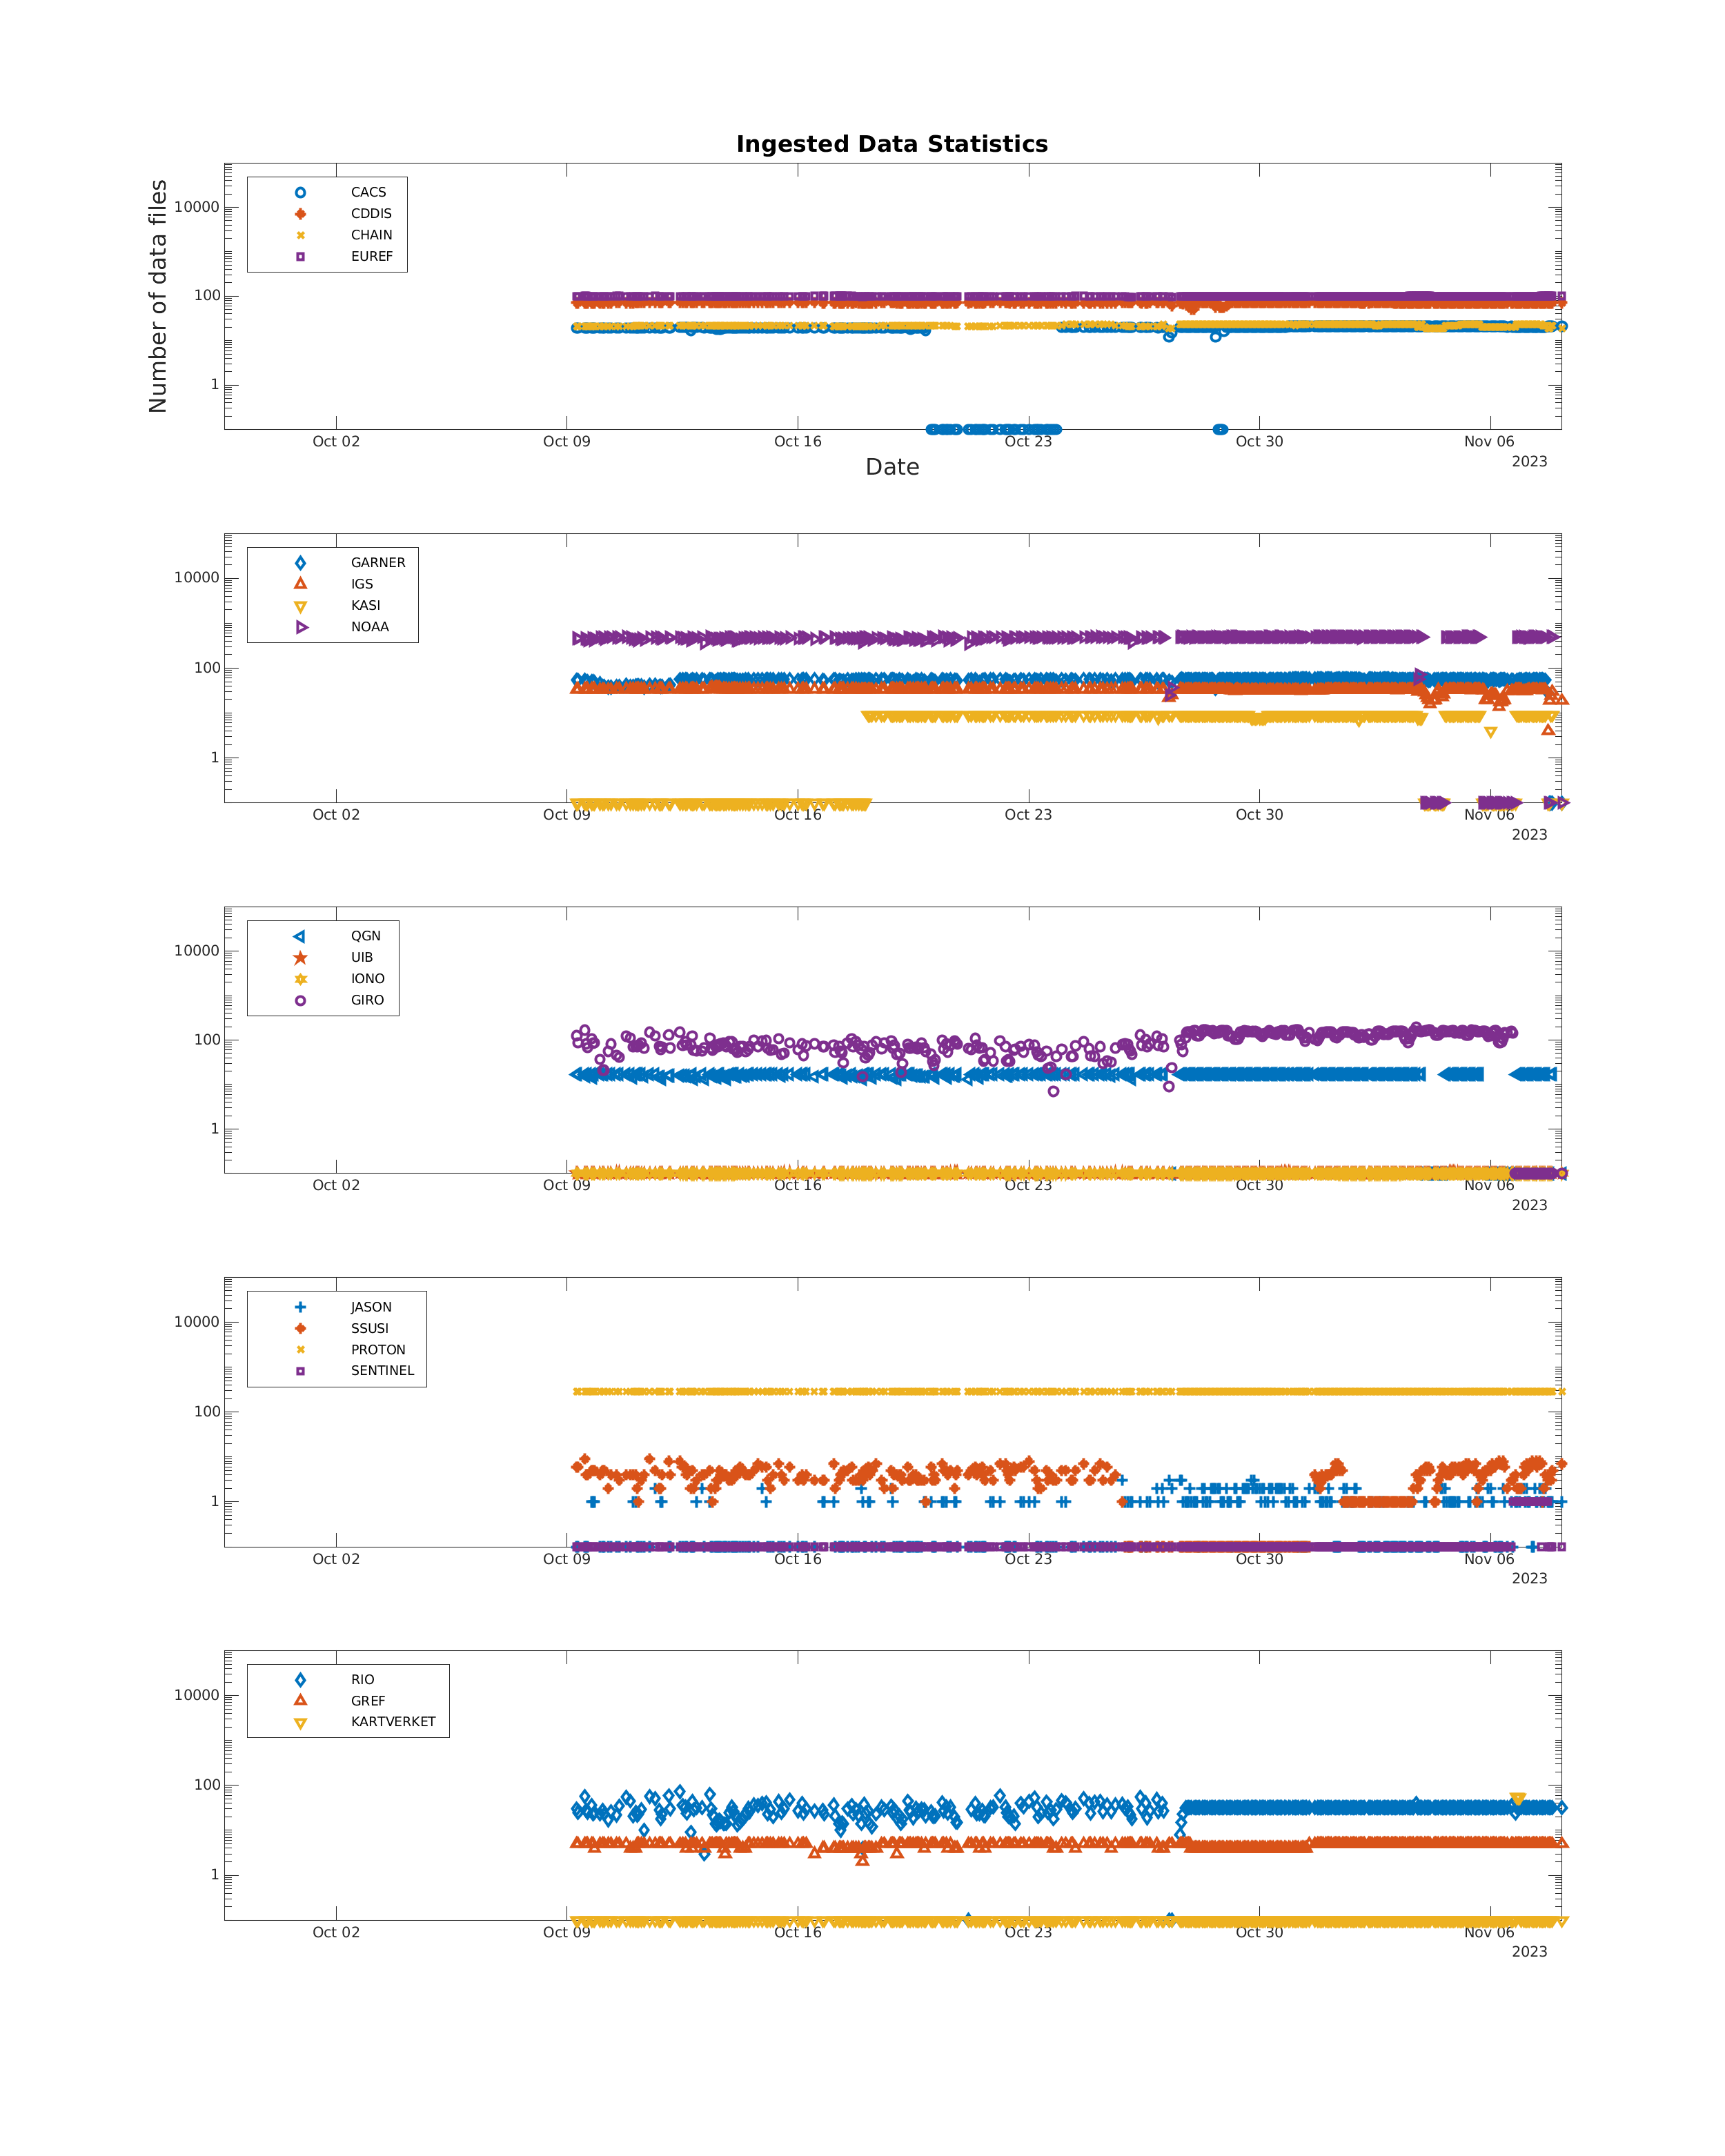 Ingested Data Statistics
Number of data files
CACS
CDDIS
CHAIN
EUREF
10000
100
1
Oct 02 Oct 09 Oct 16 Oct 23 Oct 30 Nov 06
2023
Date
GARNER
IGS
KASI
NOAA
10000
100
1
Oct 02 Oct 09 Oct 16 Oct 23 Oct 30 Nov 06
2023
QGN
UIB
IONO
GIRO
10000
100
1
Oct 02 Oct 09 Oct 16 Oct 23 Oct 30 Nov 06
2023
JASON
SSUSI
PROTON
SENTINEL
10000
100
1
Oct 02 Oct 09 Oct 16 Oct 23 Oct 30 Nov 06
2023
RIO
GREF
KARTVERKET
10000
100
1
Oct 02 Oct 09 Oct 16 Oct 23 Oct 30 Nov 06
2023